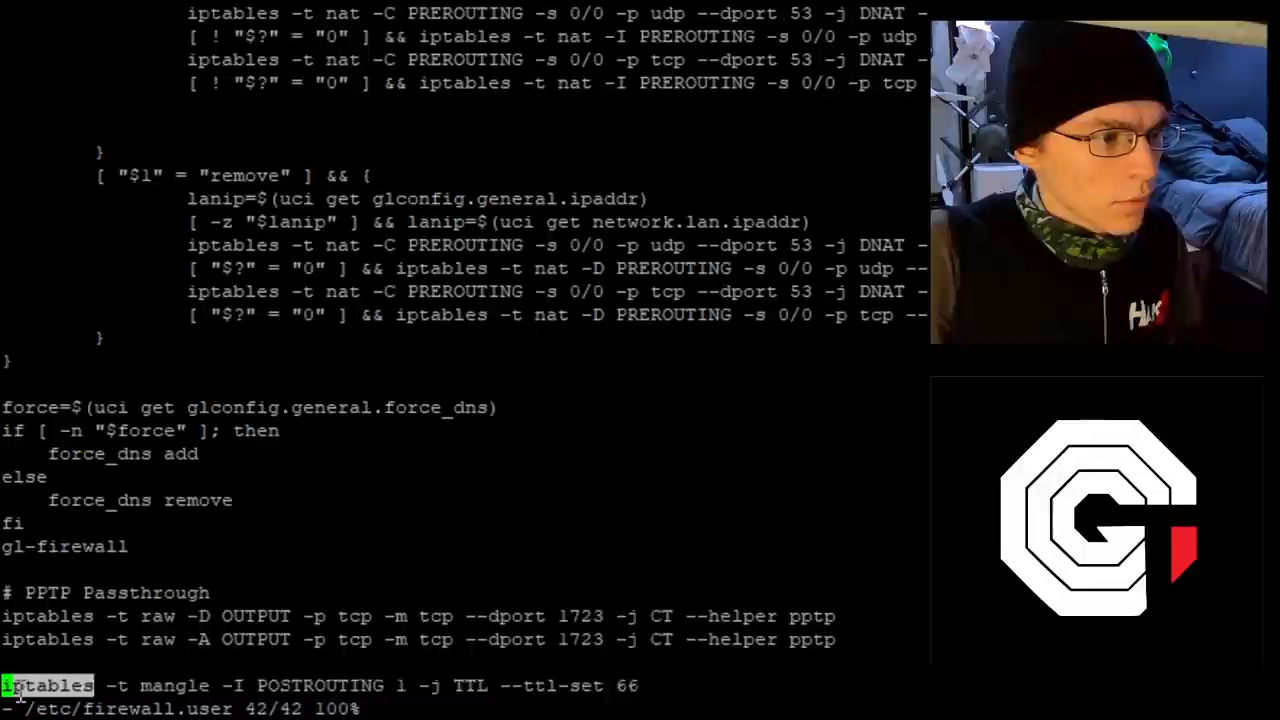 iptables -t nat -C PREROUTING -s 0/0 -p udp --dport 53 -j DNAT -
[ ! "$?" = "0" ] && iptables -t nat -I PREROUTING -s 0/0 -p udp
iptables -t nat -C PREROUTING -s 0/0 -p tcp --dport 53 -j DNAT -
[ ! "$?" = "0" ] && iptables -t nat -I PREROUTING -s 0/0 -p tcp
}
[ "$1" = "remove" ] && {
lanip=$(uci get glconfig.general.ipaddr)
[ -z "$lanip" ] && lanip=$(uci get network.lan.ipaddr)
iptables -t nat -C PREROUTING -s 0/0 -p udp --dport 53 -j DNAT -
[ "$?" = "0" ] && iptables -t nat -D PREROUTING -s 0/0 -p udp --
iptables -t nat -C PREROUTING -s 0/0 -p tcp --dport 53 -j DNAT -
[ "$?" = "0" ] && iptables -t nat -D PREROUTING -s 0/0 -p tcp --
}
}
force=$(uci get glconfig.general.force_dns)
if [ -n "$force" ]; then
force_dns add
else
force_dns remove
fi
gl-firewall
# PPTP Passthrough
iptables -t raw -D OUTPUT -p tcp -m tcp --dport 1723 -j CT --helper pptp
iptables -t raw -A OUTPUT -p tcp -m tcp --dport 1723 -j CT --helper pptp
iptables -t mangle -I POSTROUTING 1 -j TTL --ttl-set 66
- /etc/firewall.user 42/42 100%